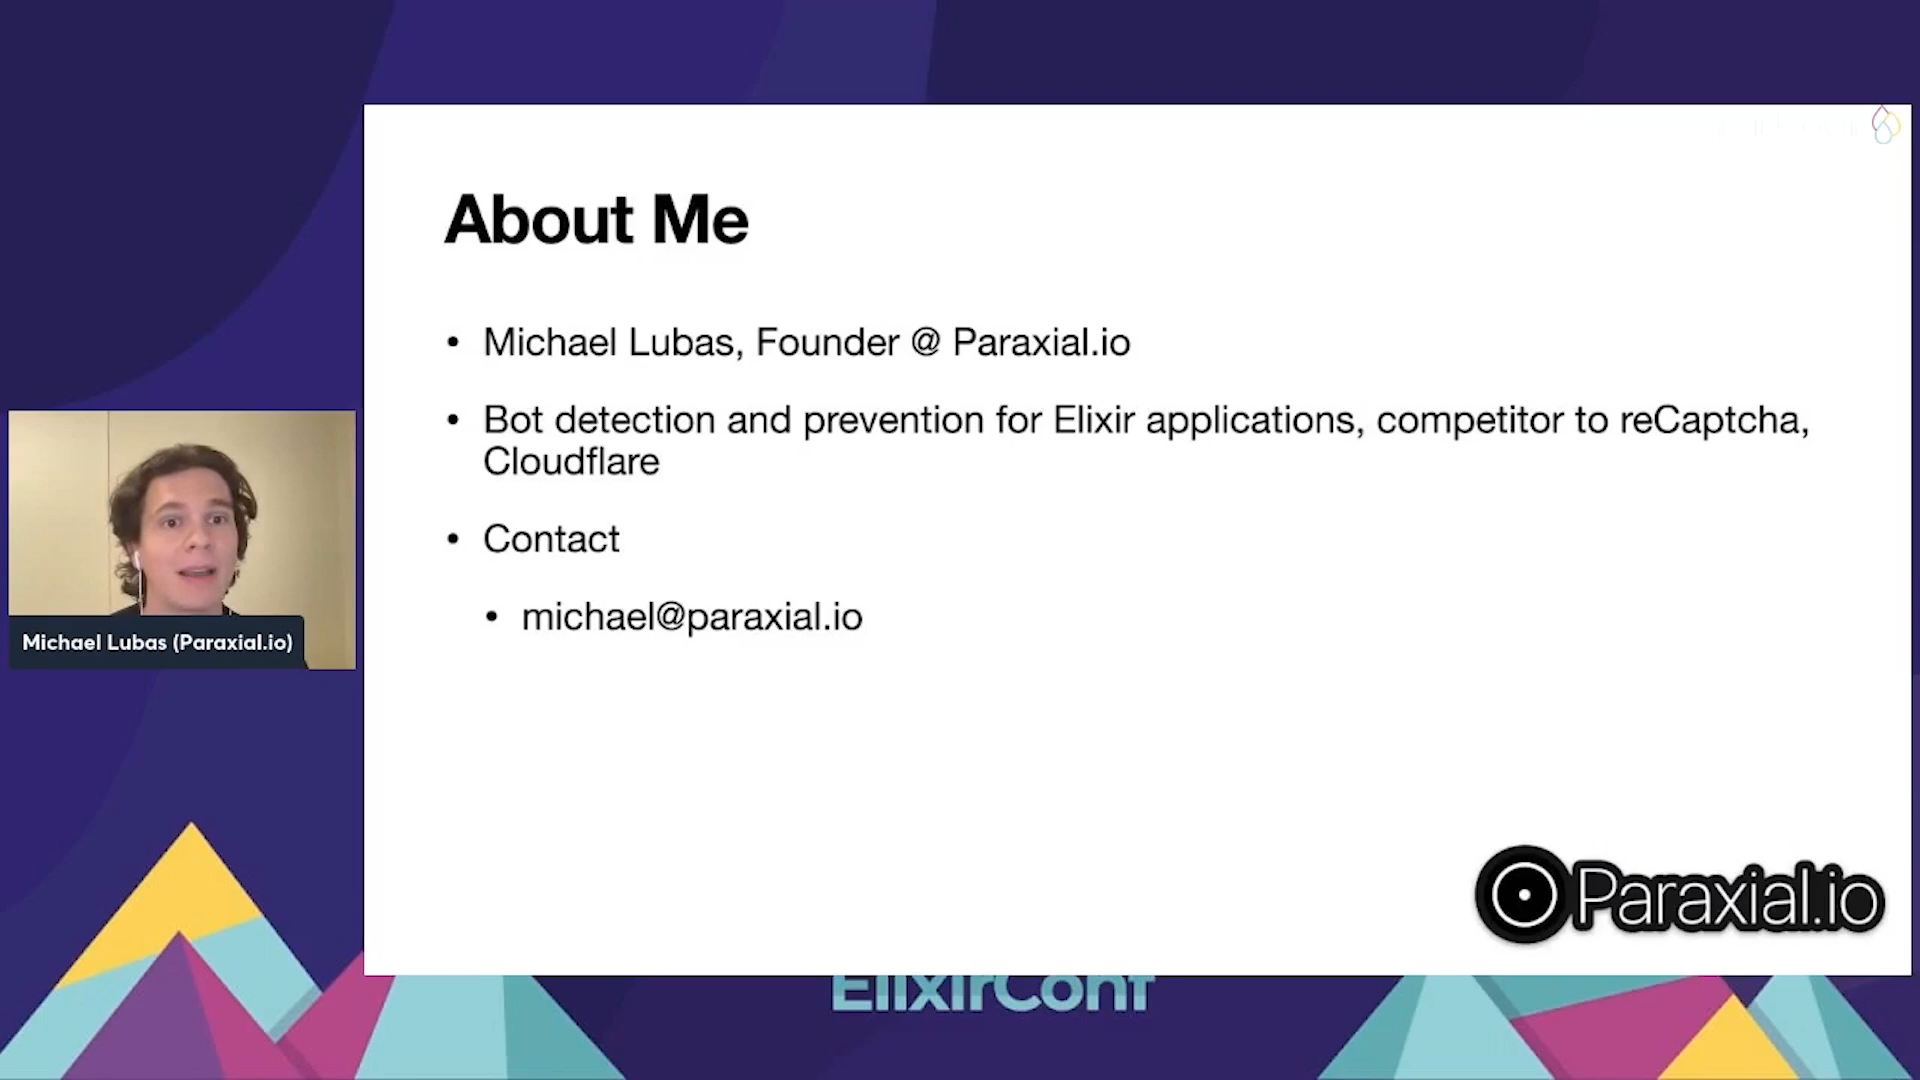 About Me
• Michael Lubas, Founder @ Paraxial.io
• Bot detection and prevention for Elixir applications, competitor to reCaptcha,
Cloudflare
• Contact
• michael@paraxial.io
Michael Lubas (Paraxial.io)
Paraxial.io
ElixirConf